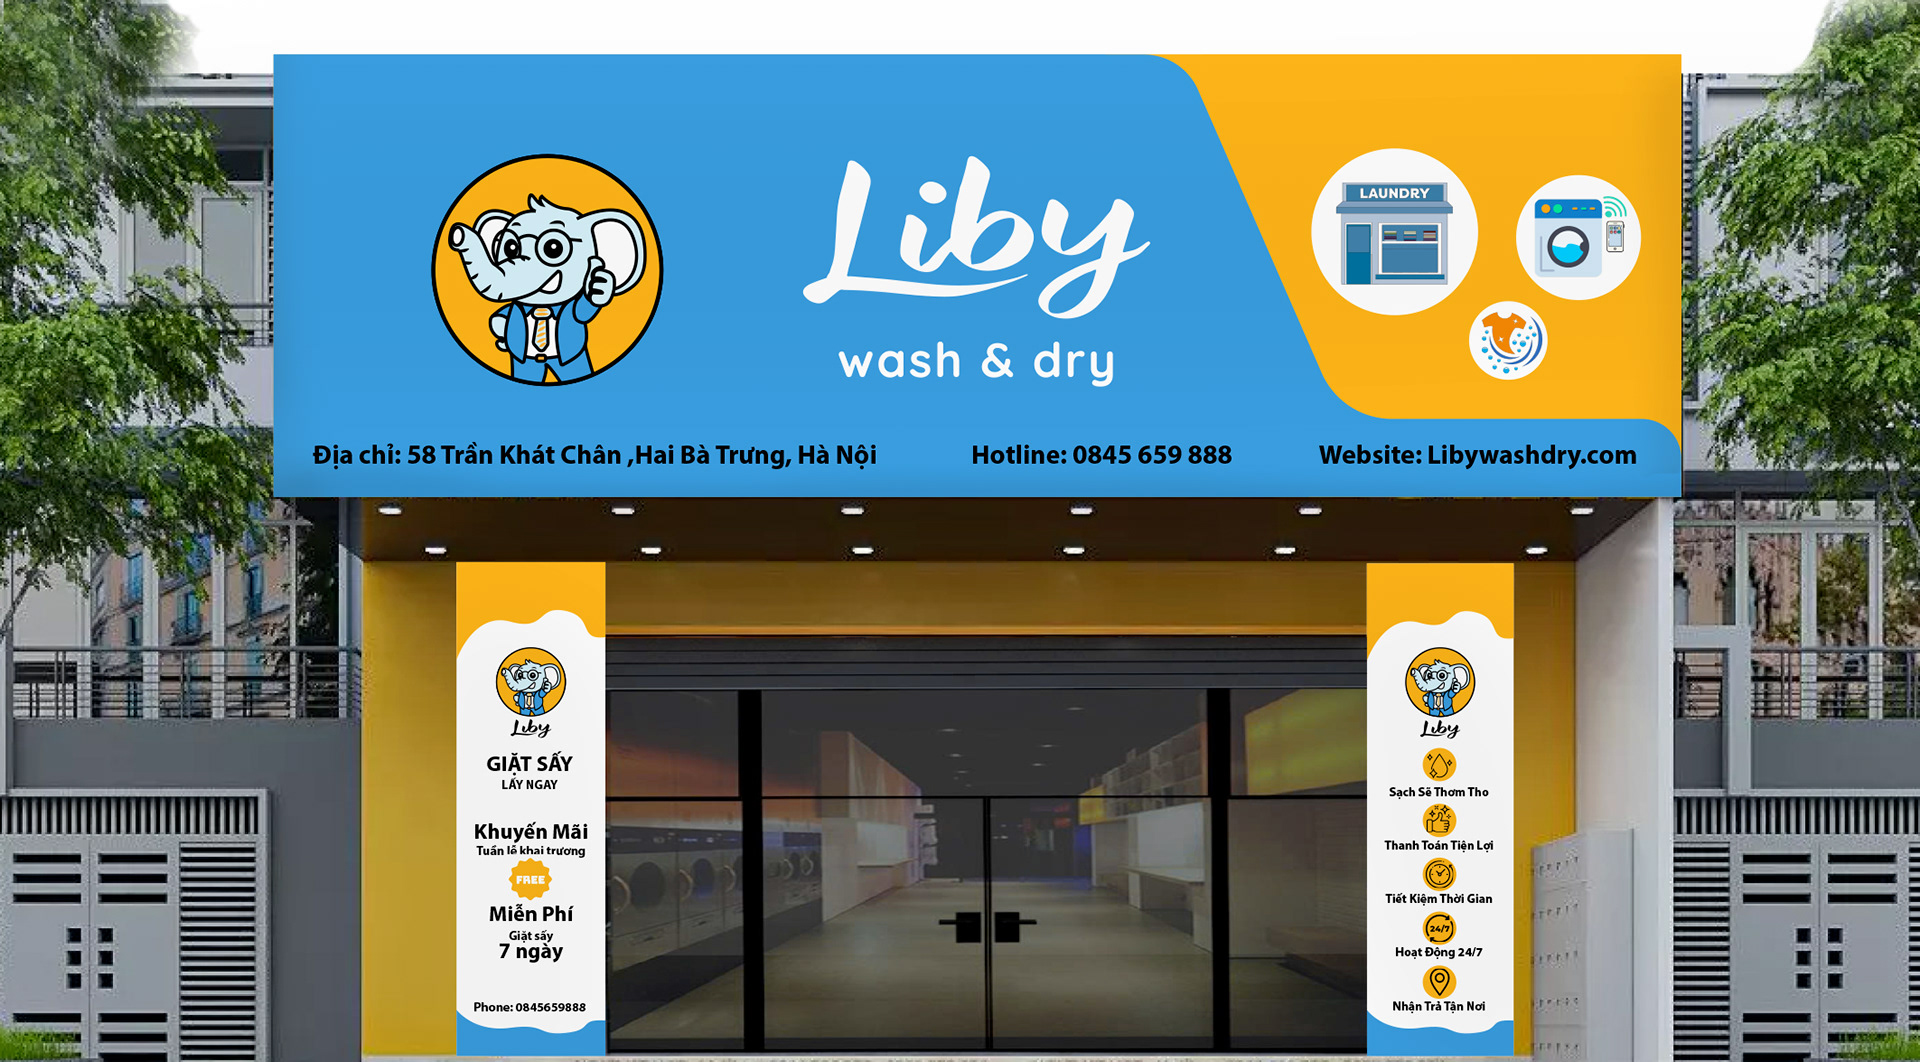 Liby
wash & dry
LAUNDRY
Địa chỉ: 58 Trần Khát Chân ,Hai Bà Trưng, Hà Nội
Hotline: 0845 659 888
Website: Libywashdry.com
Liby
GIẶT SẤY
LẤY NGAY
Khuyến Mãi
Tuần lễ khai trương
FREE
Miễn Phí
Giặt sấy
7 ngày
Phone: 0845659888
Liby
Sạch Sẽ Thơm Tho
Thanh Toán Tiện Lợi
Tiết Kiệm Thời Gian
24/7
Hoạt Động 24/7
Nhận Trả Tận Nơi